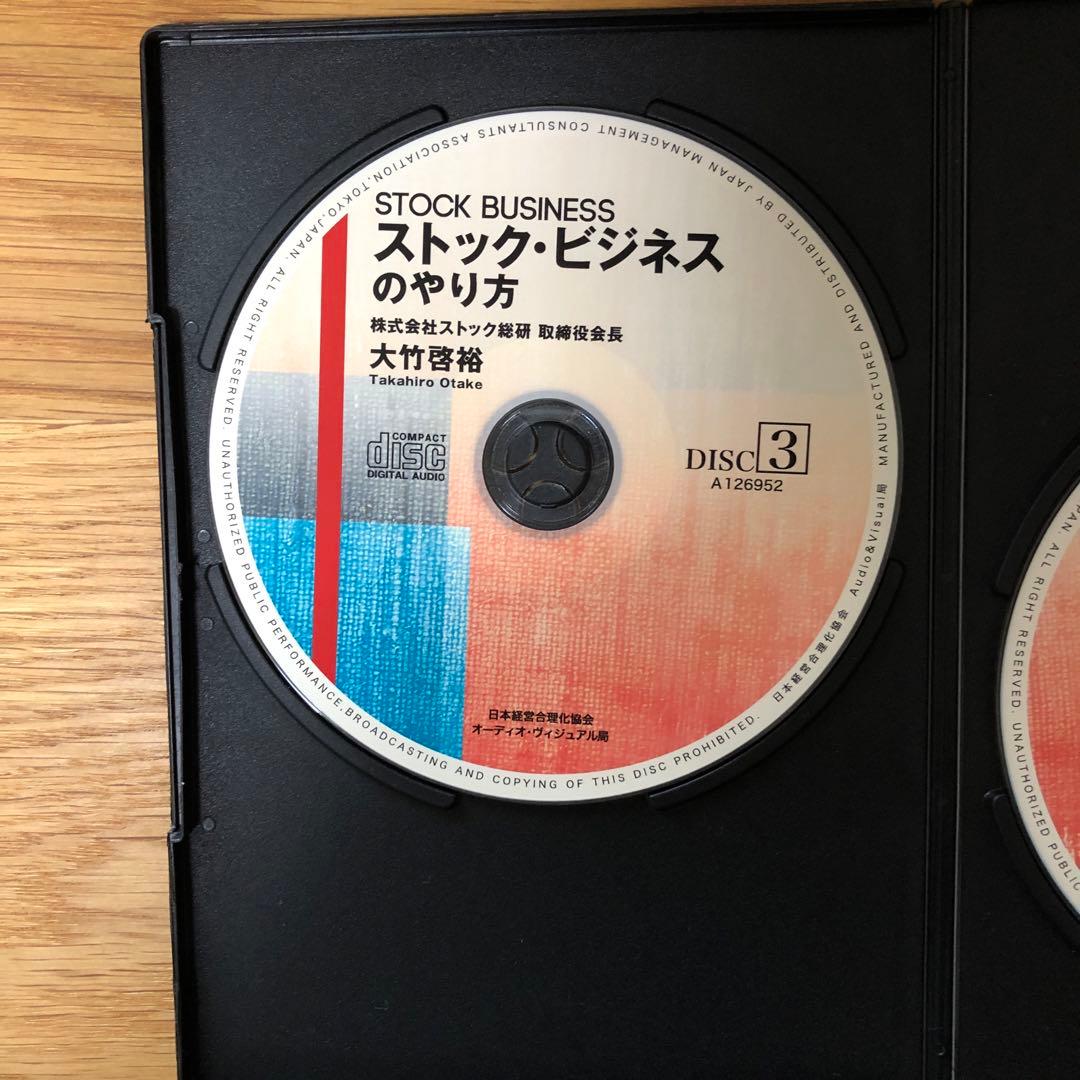 STOCK BUSINESS
ストック・ビジネス
のやり方
株式会社ストック総研 取締役会長
大竹啓裕
Takahiro Otake
COMPACT
disc
DIGITAL AUDIO
DISC 3
A126952
日本経営合理化協会
オーディオ・ヴィジュアル局
MANUFACTURED AND DISTRIBUTED BY JAPAN MANAGEMENT CONSULTANTS ASSOCIATION,TOKYO,JAPAN. ALL RIGHT RESERVED. UNAUTHORIZED PUBLIC PERFORMANCE,BROADCASTING AND COPYING OF THIS DISC PROHIBITED. 日本経営合理化協会 Audio&Visual局
ALL RIGHT RESERVED. UNAUTHORIZED PUBLIC